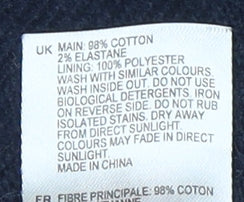 UK MAIN: 98% COTTON
2% ELASTANE
LINING: 100% POLYESTER
WASH WITH SIMILAR COLOURS
WASH INSIDE OUT. DO NOT USE
BIOLOGICAL DETERGENTS. IRON
ON REVERSE SIDE. DO NOT RUB
ISOLATED STAINS. DRY AWAY
FROM DIRECT SUNLIGHT.
COLOURS MAY FADE IN DIRECT
SUNLIGHT.
MADE IN CHINA
FR FIBRE PRINCIPALE: 98% COTON